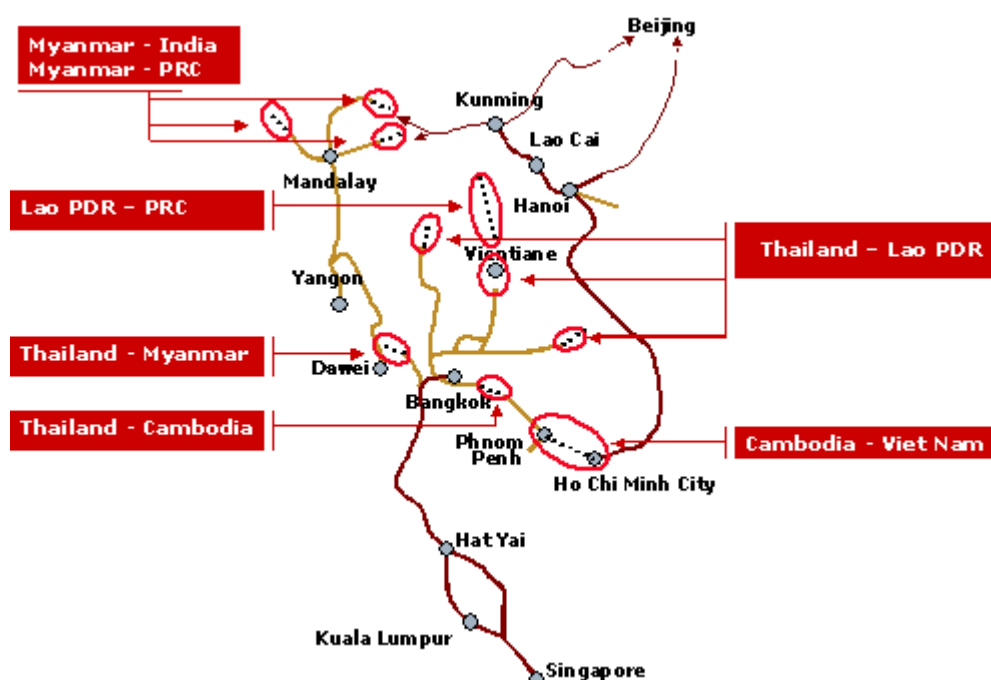 Beijing
Myanmar - India
Myanmar - PRC
Kunming
Lao Cai
Mandalay
Hanoi
Lao PDR - PRC
Vientiane
Thailand - Lao PDR
Yangon
Thailand - Myanmar
Dawei
Bangkok
Thailand - Cambodia
Phnom
Penh
Cambodia - Viet Nam
Ho Chi Minh City
Hat Yai
Kuala Lumpur
Singapore